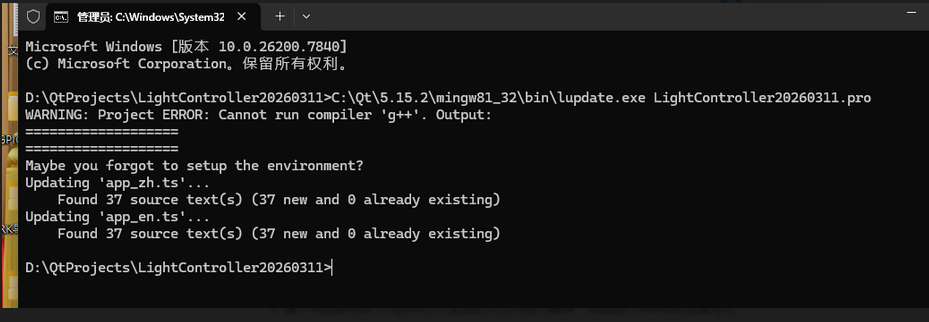 管理员: C:\Windows\System32
Microsoft Windows [版本 10.0.26200.7840]
(c) Microsoft Corporation。保留所有权利。
D:\QtProjects\LightController20260311>C:\Qt\5.15.2\mingw81_32\bin\lupdate.exe LightController20260311.pro
WARNING: Project ERROR: Cannot run compiler 'g++'. Output:
===================
===================
Maybe you forgot to setup the environment?
Updating 'app_zh.ts'...
Found 37 source text(s) (37 new and 0 already existing)
Updating 'app_en.ts'...
Found 37 source text(s) (37 new and 0 already existing)
D:\QtProjects\LightController20260311>